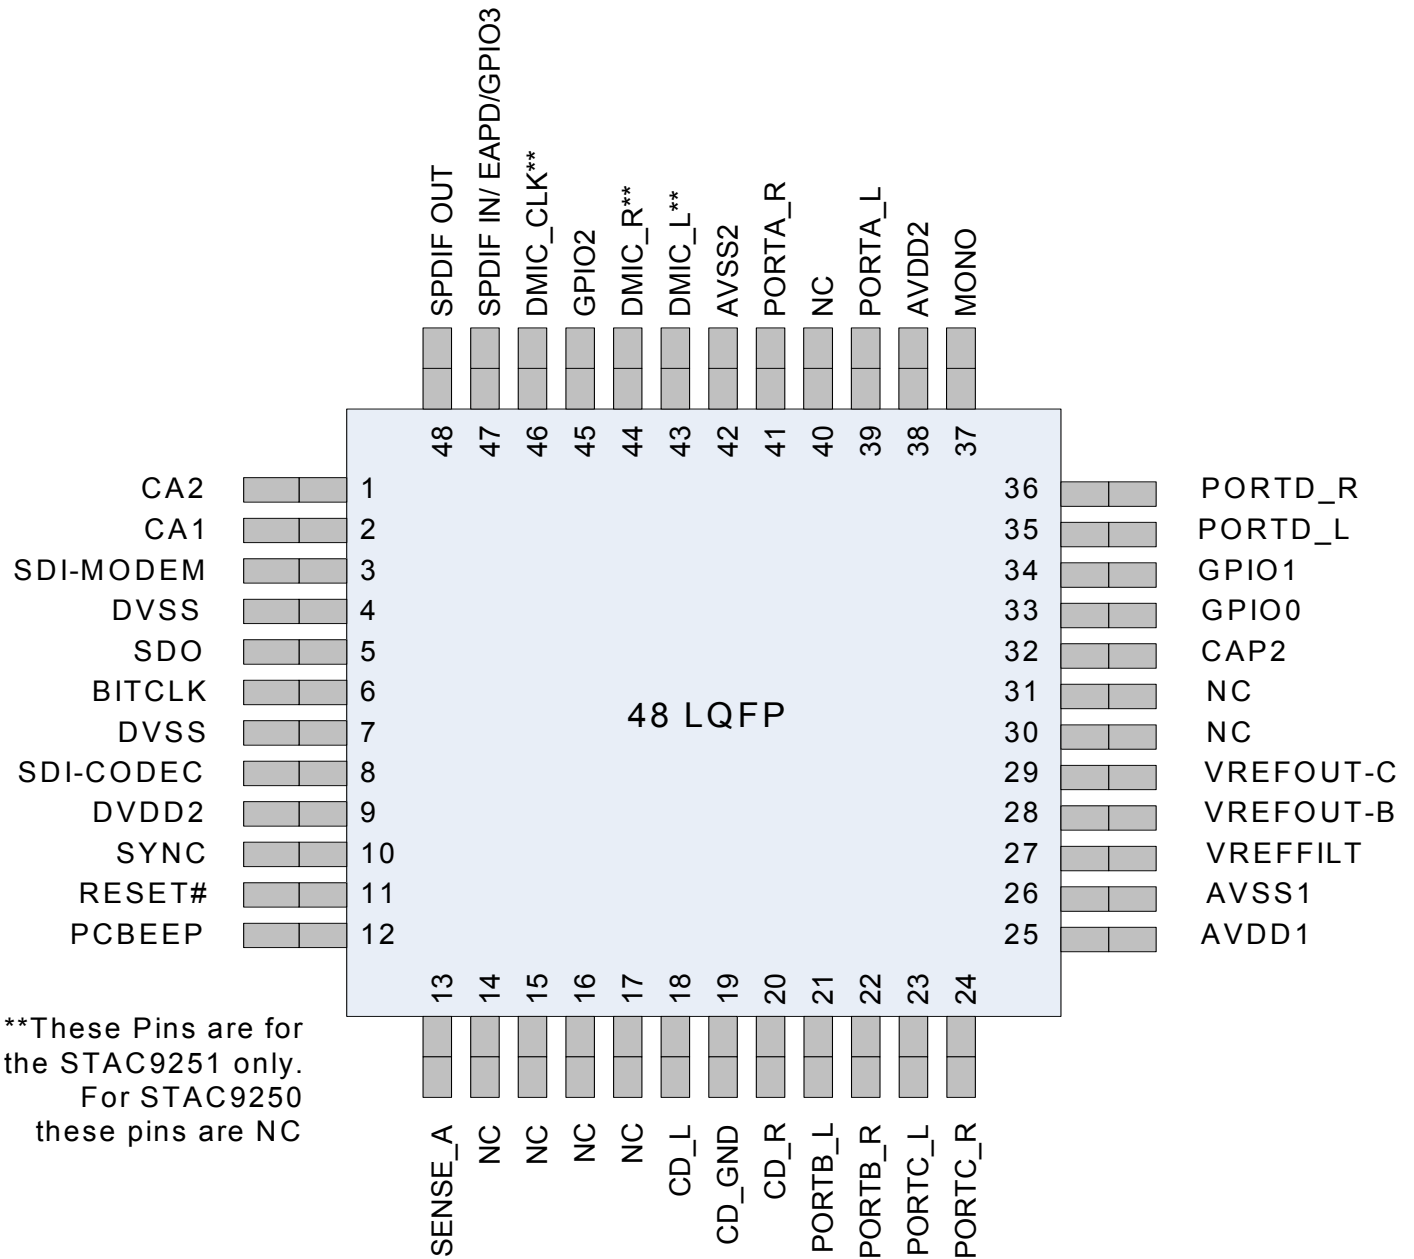 SPDIF OUT
SPDIF IN/ EAPD/GPIO3
DMIC_CLK**
GPIO2
DMIC_R**
DMIC_L**
AVSS2
PORTA_R
NC
PORTA_L
AVDD2
MONO
48
47
46
45
44
43
42
41
40
39
38
37
CA2 1
CA1 2
SDI-MODEM 3
DVSS 4
SDO 5
BITCLK 6
DVSS 7
SDI-CODEC 8
DVDD2 9
SYNC 10
RESET# 11
PCBEEP 12
48 LQFP
36 PORTD_R
35 PORTD_L
34 GPIO1
33 GPIO0
32 CAP2
31 NC
30 NC
29 VREFOUT-C
28 VREFOUT-B
27 VREFFILT
26 AVSS1
25 AVDD1
13
14
15
16
17
18
19
20
21
22
23
24
SENSE_A
NC
NC
NC
NC
CD_L
CD_GND
CD_R
PORTB_L
PORTB_R
PORTC_L
PORTC_R
**These Pins are for
the STAC9251 only.
For STAC9250
these pins are NC